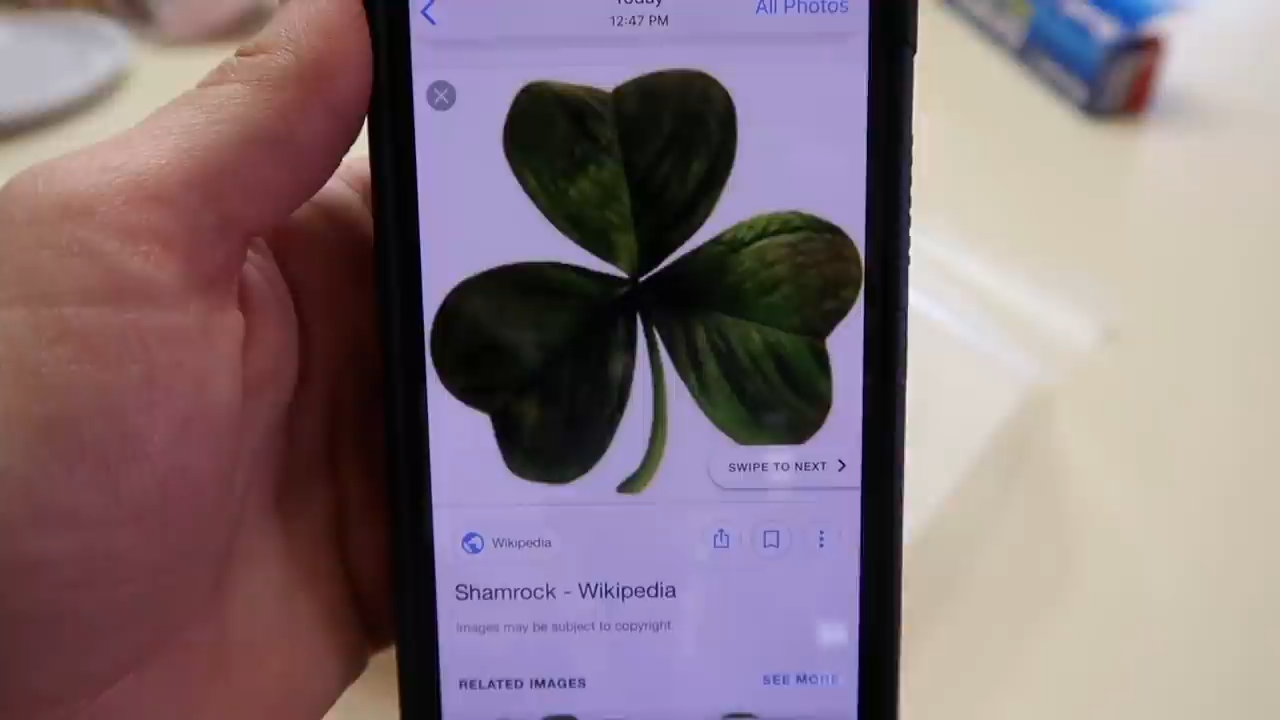 Today
12:47 PM
All Photos
SWIPE TO NEXT
Wikipedia
Shamrock - Wikipedia
Images may be subject to copyright
RELATED IMAGES
SEE MORE